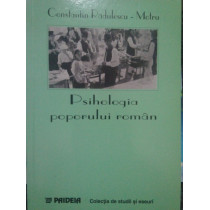 Constantin Rădulescu - Motru
Psihologia
poporului român
PAIDEIA
Colecţia de studii şi eseuri